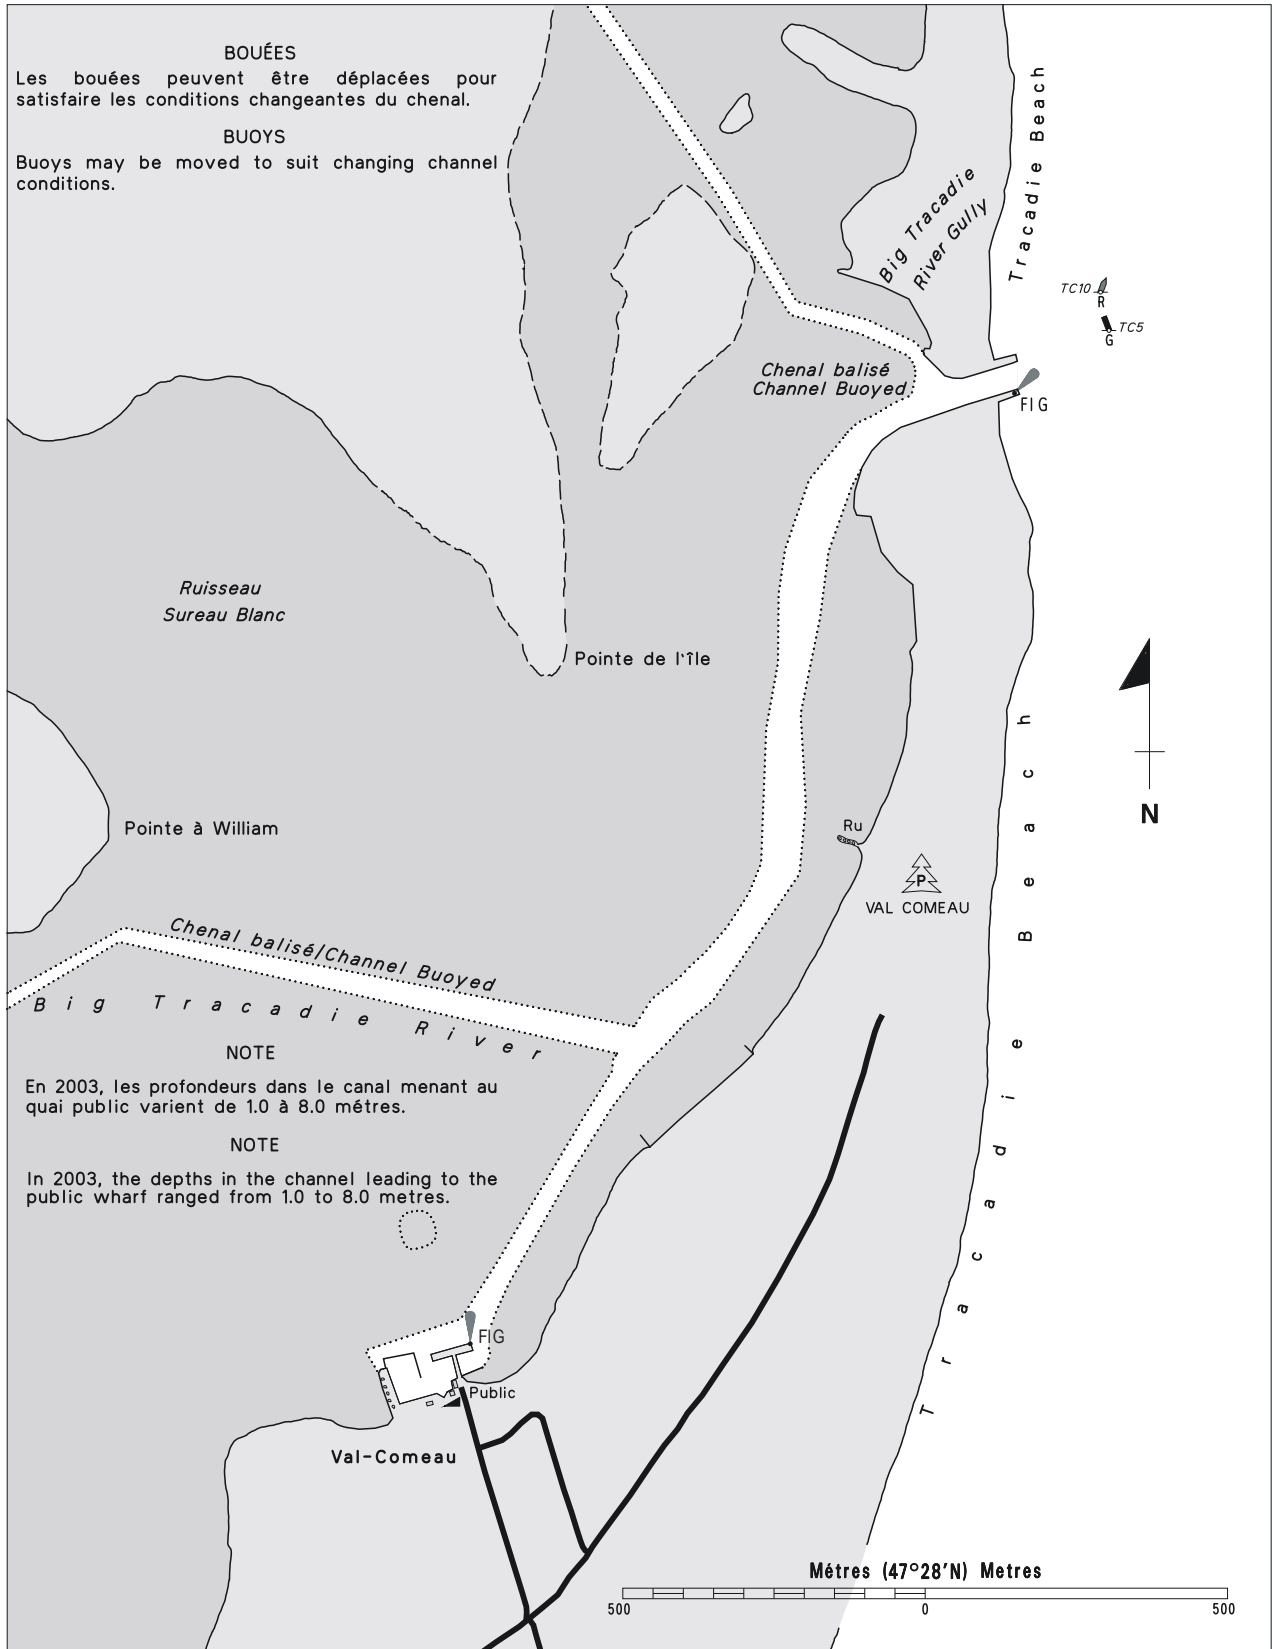 BOUÉES
Les bouées peuvent être déplacées pour
satisfaire les conditions changeantes du chenal.
BUOYS
Buoys may be moved to suit changing channel
conditions.
Tracadie Beach
Big Tracadie
River Gully
TC10
R
TC5
G
Chenal balisé
Channel Buoyed
FlG
Ruisseau
Sureau Blanc
Pointe de l'île
N
Pointe à William
Ru
P
VAL COMEAU
Tracadie Beach
Chenal balisé/Channel Buoyed
Big Tracadie River
NOTE
En 2003, les profondeurs dans le canal menant au
quai public varient de 1.0 à 8.0 métres.
NOTE
In 2003, the depths in the channel leading to the
public wharf ranged from 1.0 to 8.0 metres.
FlG
Public
Val-Comeau
Métres (47°28'N) Metres
500 0 500